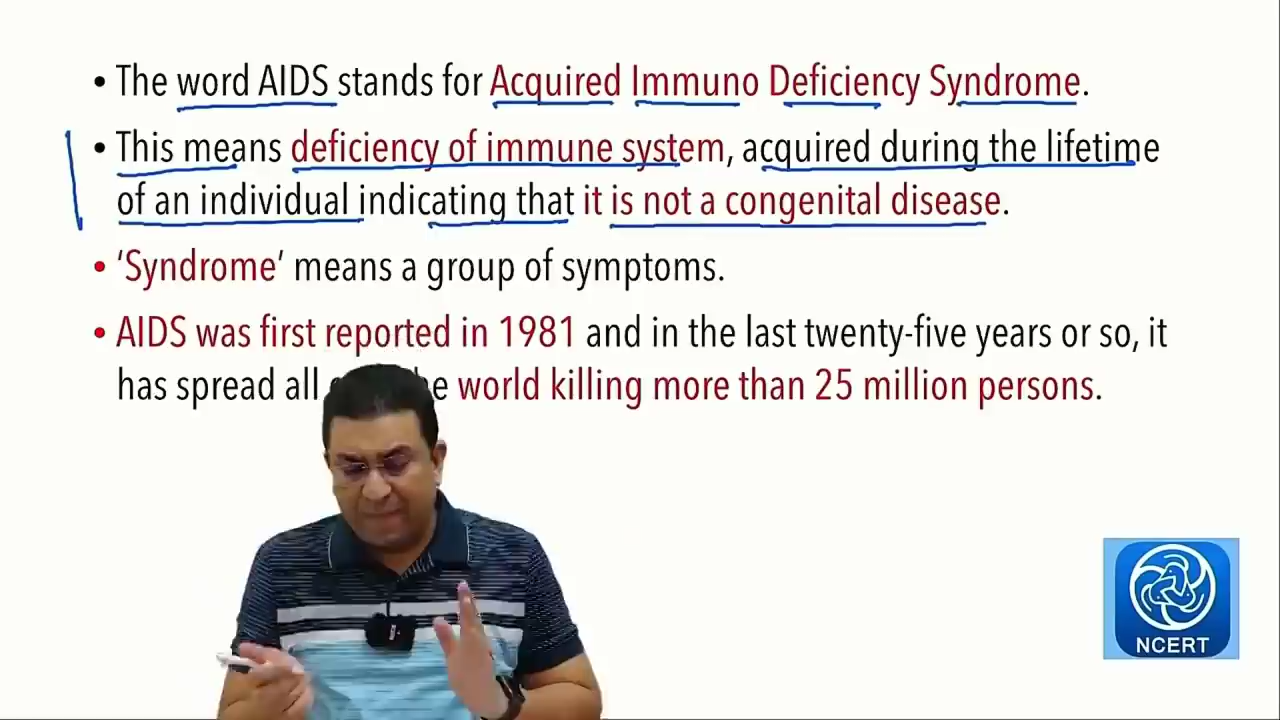 • The word AIDS stands for Acquired Immuno Deficiency Syndrome.
• This means deficiency of immune system, acquired during the lifetime
of an individual indicating that it is not a congenital disease.
• ‘Syndrome’ means a group of symptoms.
• AIDS was first reported in 1981 and in the last twenty-five years or so, it
has spread all world killing more than 25 million persons.
NCERT